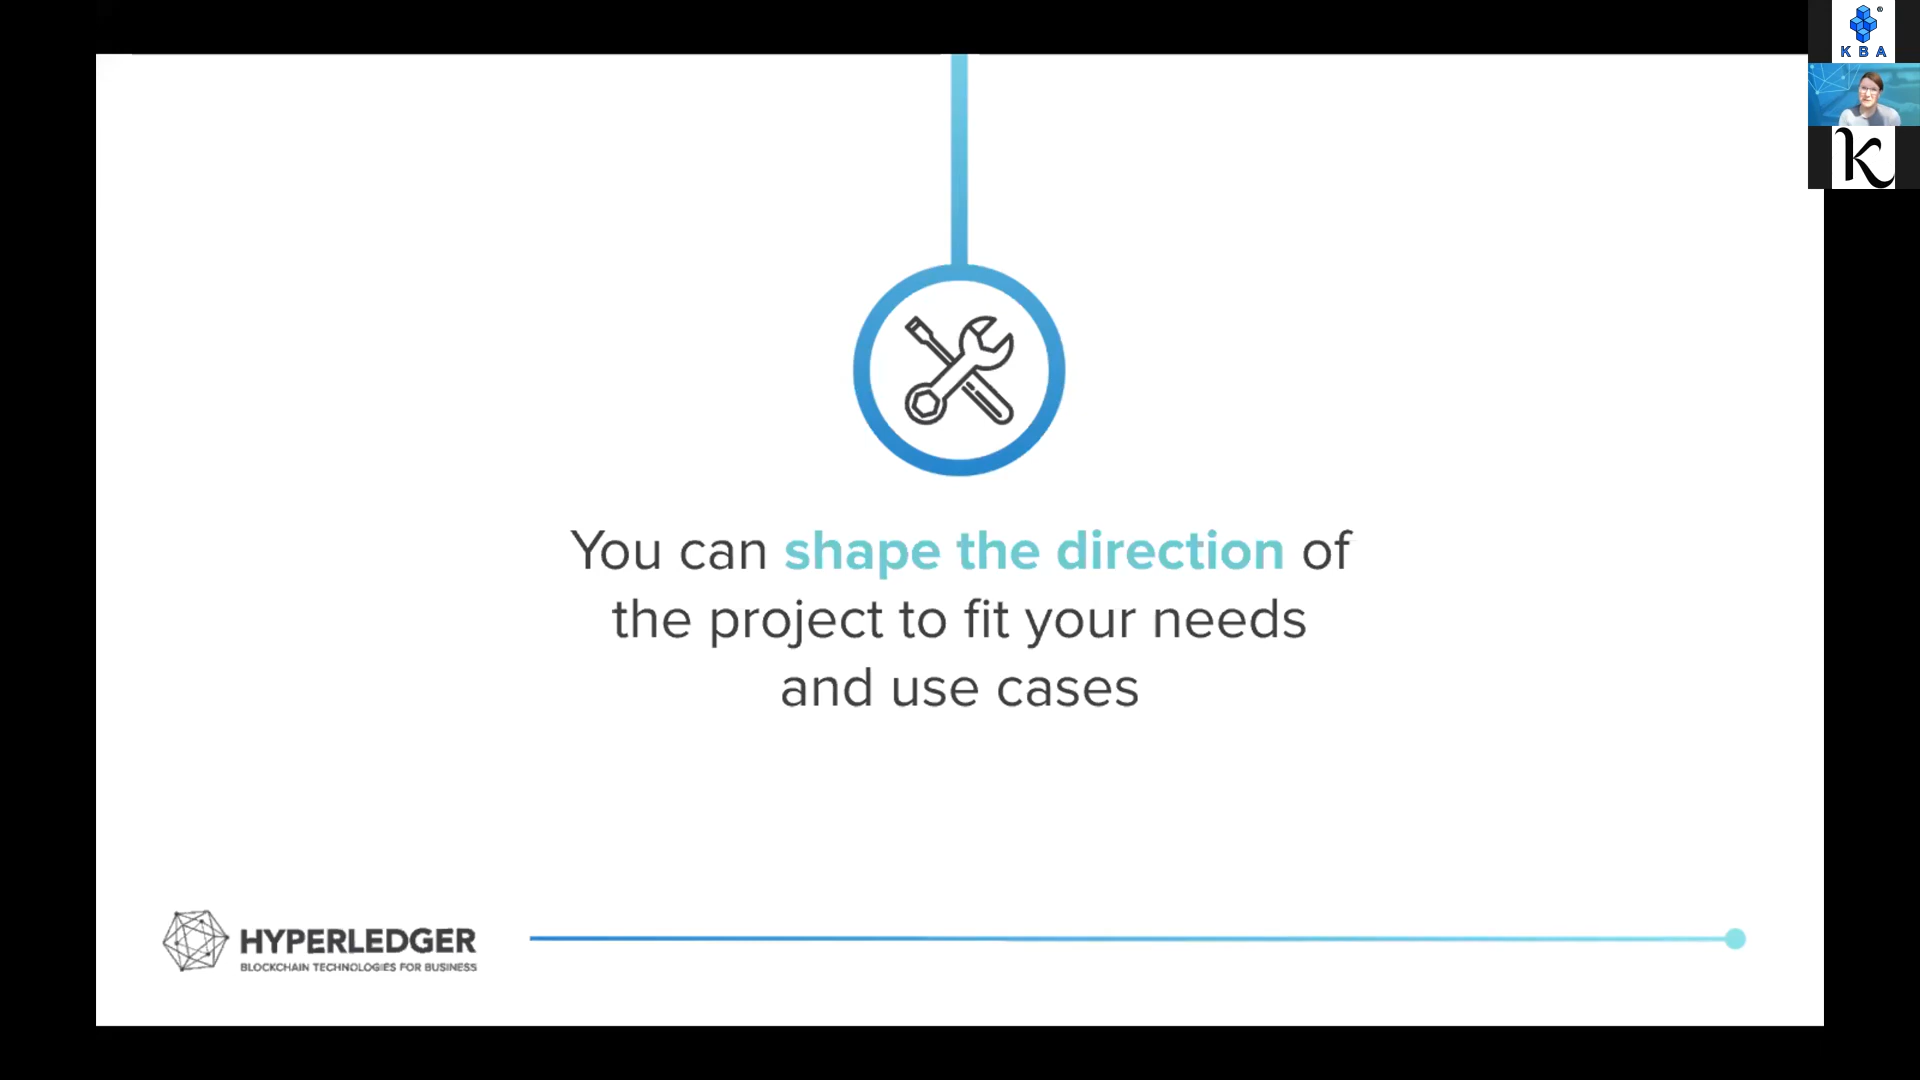 KBA
k
You can shape the direction of
the project to fit your needs
and use cases
HYPERLEDGER
BLOCKCHAIN TECHNOLOGIES FOR BUSINESS